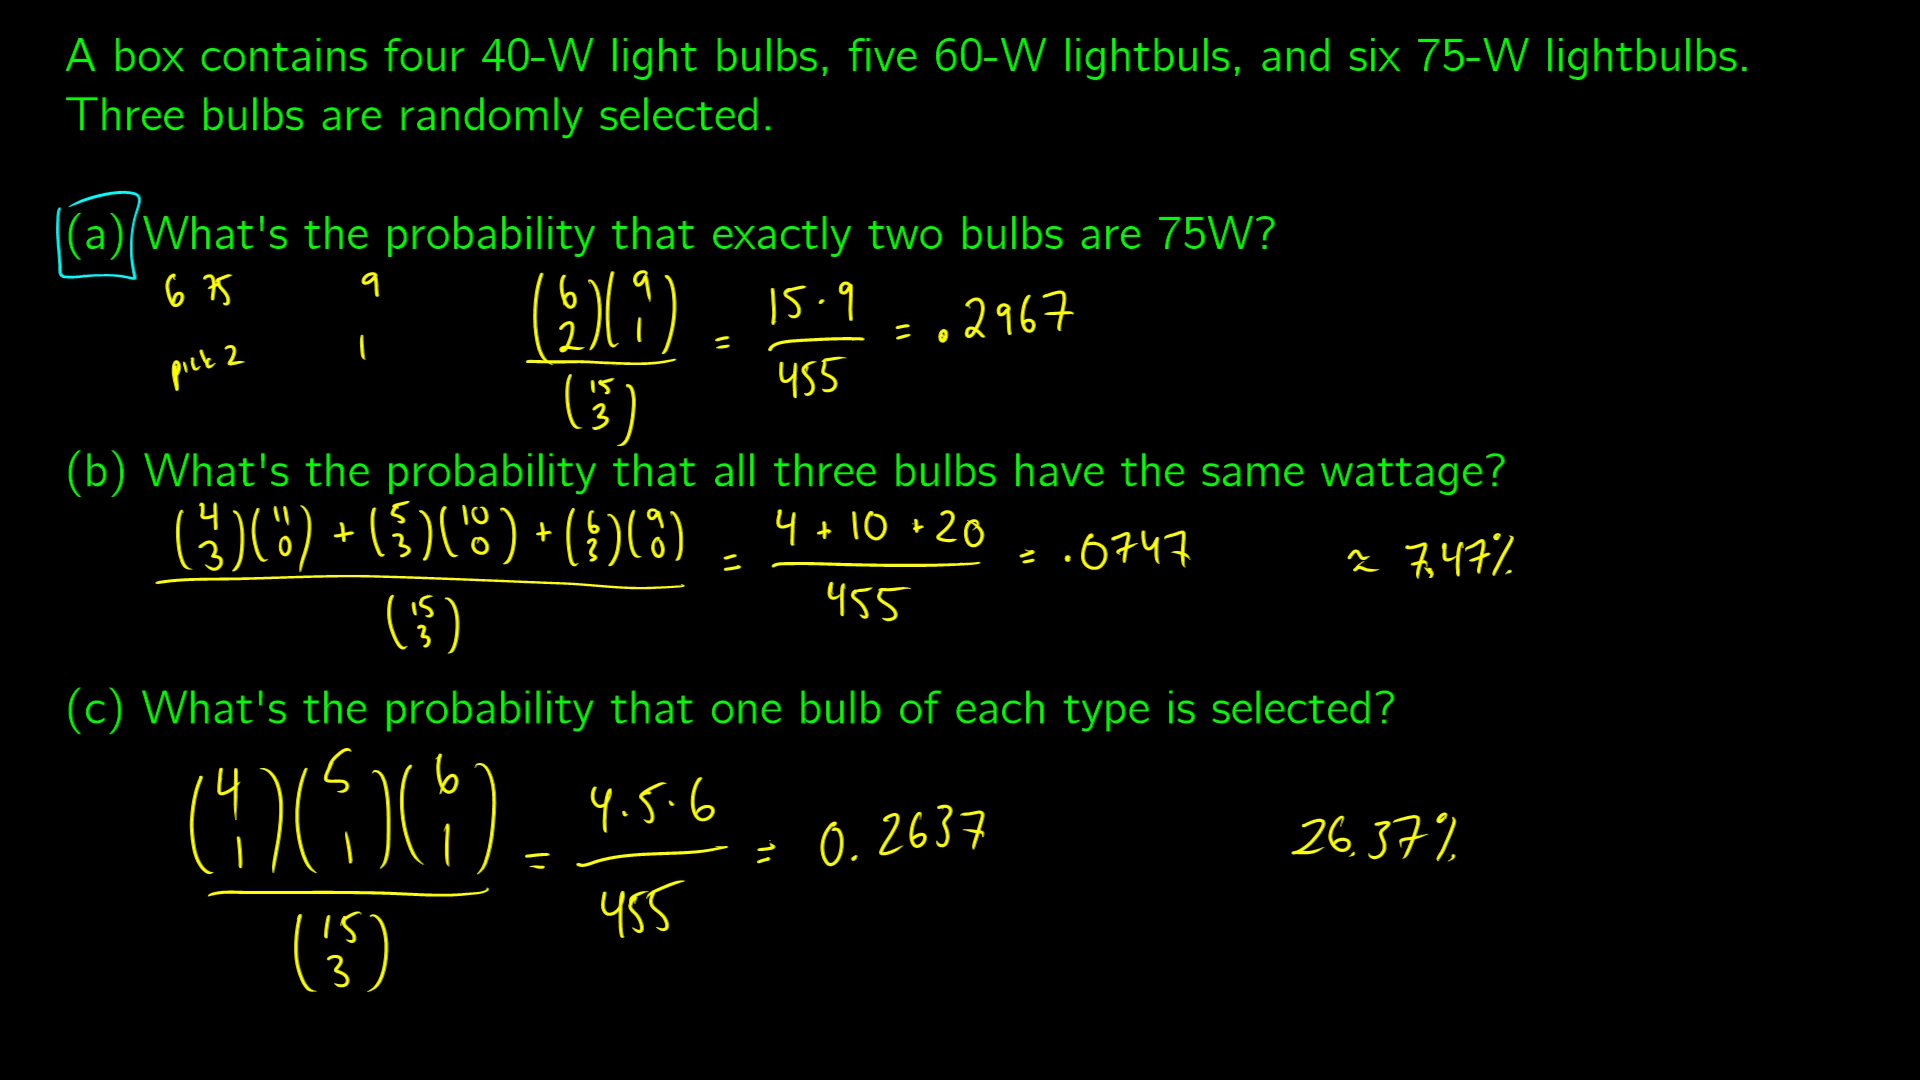 A box contains four 40-W light bulbs, five 60-W lightbuls, and six 75-W lightbulbs.
Three bulbs are randomly selected.
(a) What's the probability that exactly two bulbs are 75W?
6 75 9
pick 2 1
(6 2)(9 1) / (15 3) = 15·9 / 455 = .2967
(b) What's the probability that all three bulbs have the same wattage?
(4 3)(11 0) + (5 3)(10 0) + (6 3)(9 0) / (15 3) = 4 + 10 + 20 / 455 = .0747 ≈ 7.47%
(c) What's the probability that one bulb of each type is selected?
(4 1)(5 1)(6 1) / (15 3) = 4·5·6 / 455 = 0.2637 26.37%